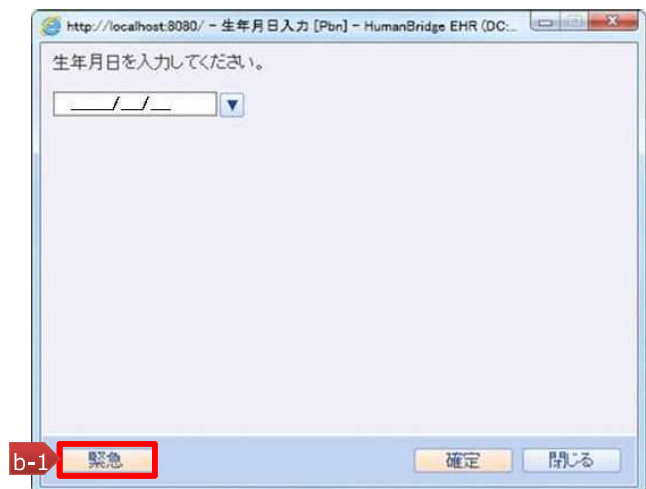 http://localhost:8080/ - 生年月日入力 [Pbn] - HumanBridge EHR (DC:...
生年月日を入力してください。
____/__/__
b-1 緊急 確定 閉じる